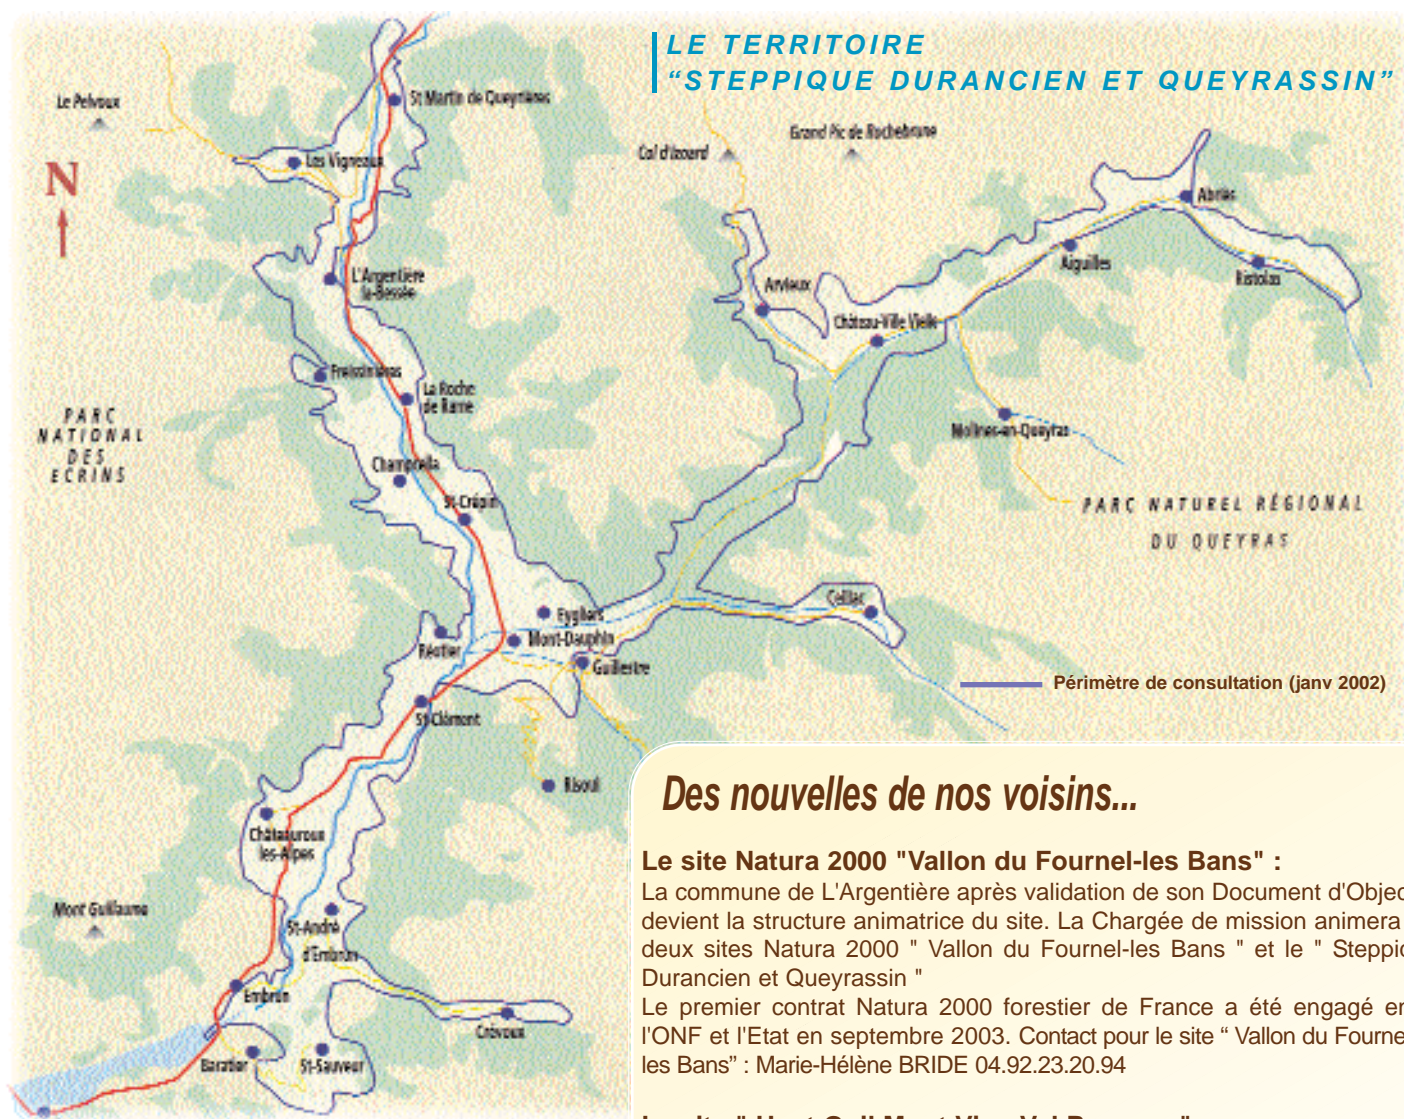 LE TERRITOIRE
“STEPPIQUE DURANCIEN ET QUEYRASSIN”
Le Pelvoux
St Martin de Queyrières
Grand Pic de Rochebrune
Col d'Izoard
Les Vigneaux
N
Abriès
Aiguilles
Ristolas
L'Argentière
la-Bessée
Arvieux
Château-Ville Vieille
Freissinières
La Roche
de Rame
PARC
NATIONAL
DES
ECRINS
Molines-en-Queyras
Champcella
St-Crépin
PARC NATUREL RÉGIONAL
DU QUEYRAS
Ceillac
Eygliers
Mont-Dauphin
Réotier
Guillestre
Périmètre de consultation (janv 2002)
St-Clément
Risoul
Châteauroux
les-Alpes
Mont Guillaume
St-André
d'Embrun
Embrun
Crévoux
Baratier
St-Sauveur
Des nouvelles de nos voisins...
Le site Natura 2000 "Vallon du Fournel-les Bans" :
La commune de L'Argentière après validation de son Document d'Objec
devient la structure animatrice du site. La Chargée de mission animera
deux sites Natura 2000 " Vallon du Fournel-les Bans " et le " Steppic
Durancien et Queyrassin "
Le premier contrat Natura 2000 forestier de France a été engagé en
l'ONF et l'Etat en septembre 2003. Contact pour le site “ Vallon du Fourne
les Bans” : Marie-Hélène BRIDE 04.92.23.20.94